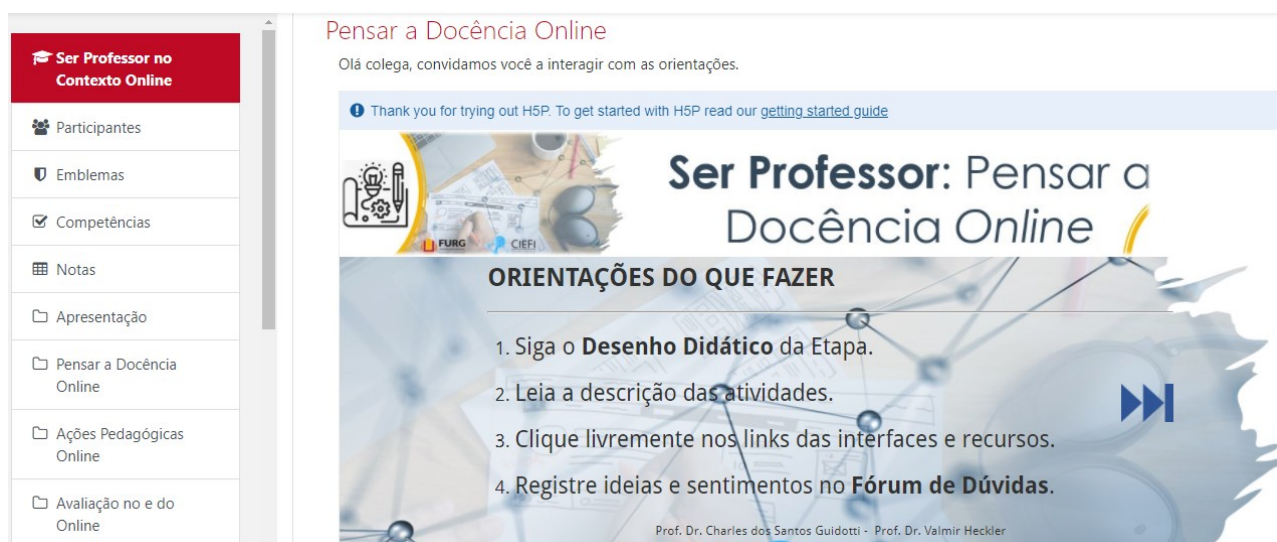 Ser Professor no
Contexto Online
Participantes
Emblemas
Competências
Notas
Apresentação
Pensar a Docência
Online
Ações Pedagógicas
Online
Avaliação no e do
Online
Pensar a Docência Online
Olá colega, convidamos você a interagir com as orientações.
Thank you for trying out H5P. To get started with H5P read our getting started guide
FURG
CIEFI
Ser Professor: Pensar a
Docência Online
ORIENTAÇÕES DO QUE FAZER
1. Siga o Desenho Didático da Etapa.
2. Leia a descrição das atividades.
3. Clique livremente nos links das interfaces e recursos.
4. Registre ideias e sentimentos no Fórum de Dúvidas.
Prof. Dr. Charles dos Santos Guidotti - Prof. Dr. Valmir Heckler